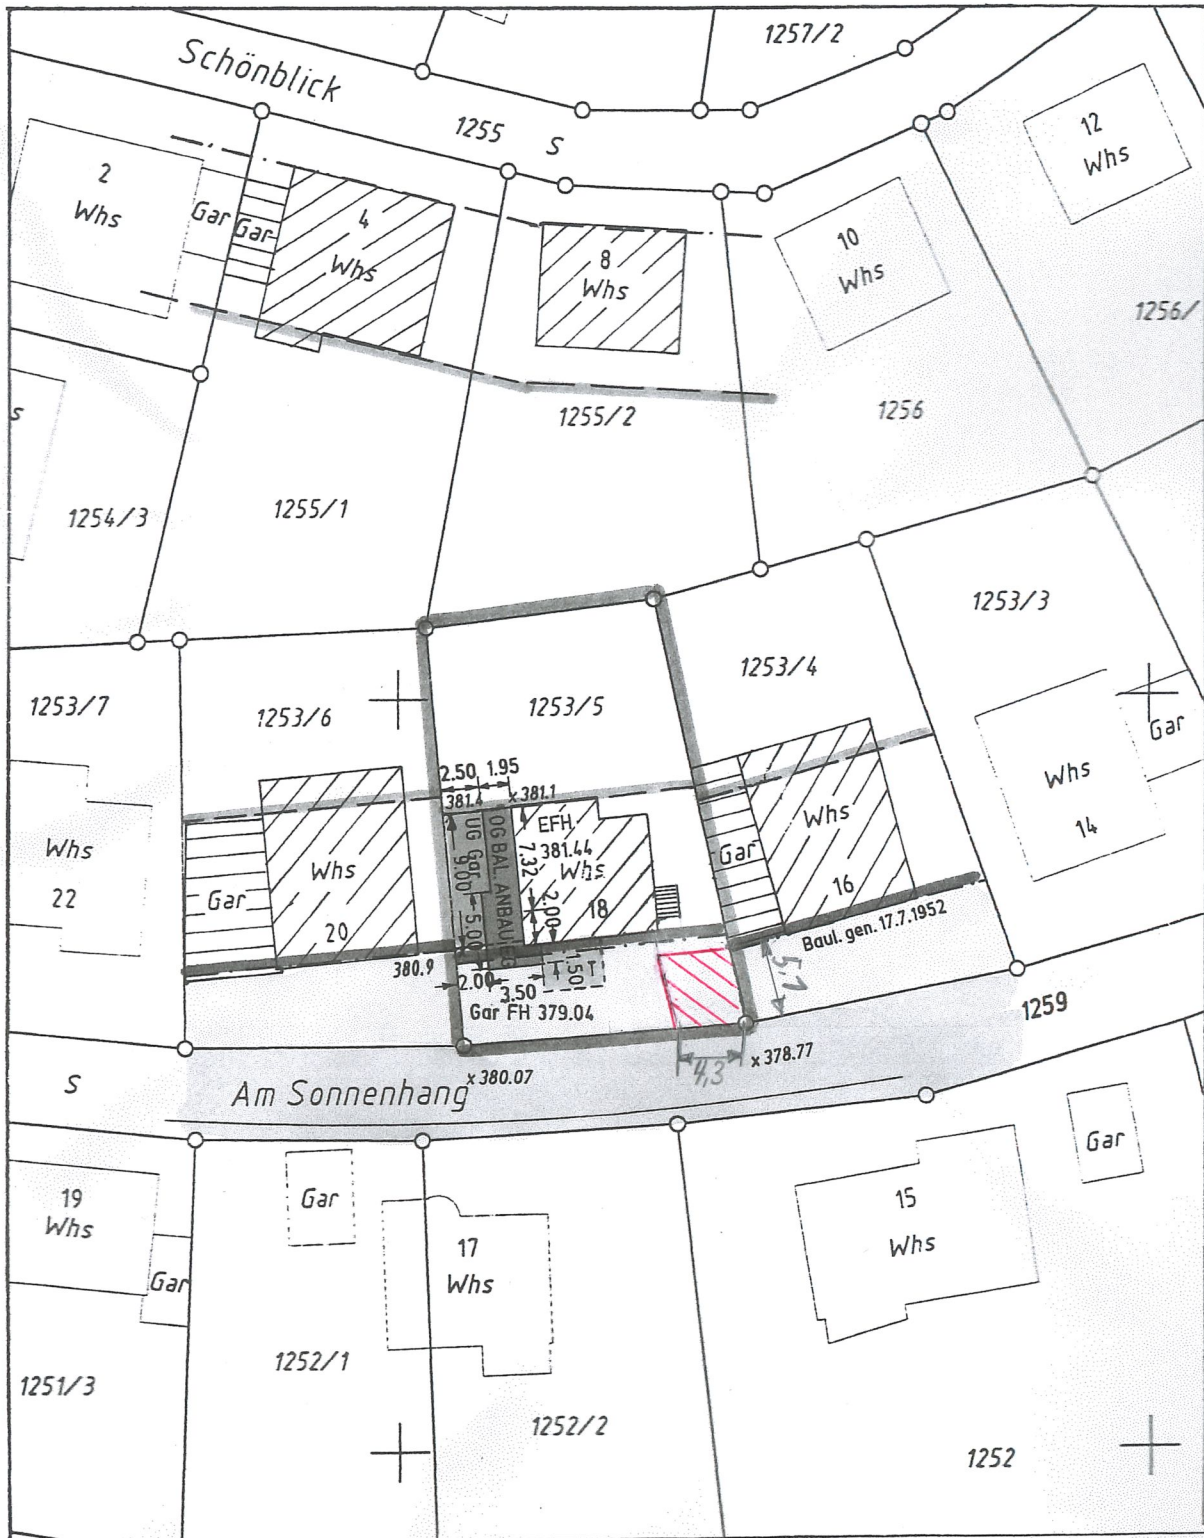 1257/2
Schönblick
1255
S
12
Whs
2
Whs
Gar
Gar
4
Whs
8
Whs
10
Whs
1256/
s
1255/2
1256
1254/3
1255/1
1253/3
1253/4
1253/7
1253/6
1253/5
Gar
2.50
1.95
381.4
x 381.1
Whs
14
Whs
22
Gar
Whs
20
UG Gar
9.00
5.00
OG BAL. ANBAU EG
EFH
381.44
Whs
7.32
2.00
18
Gar
Whs
16
Baul. gen. 17.7.1952
380.9
2.00
3.50
1.50
T
T
Gar FH 379.04
5,1
1259
4,3
x 378.77
x 380.07
S
Am Sonnenhang
19
Whs
Gar
Gar
17
Whs
15
Whs
Gar
1251/3
1252/1
1252/2
1252